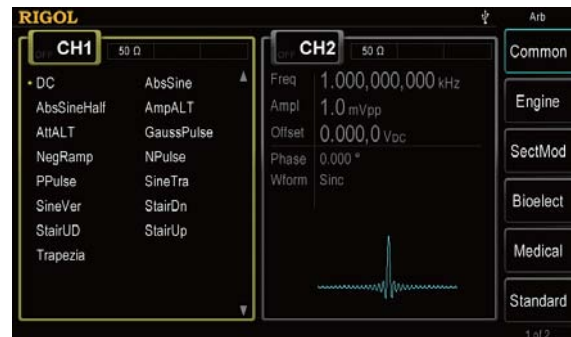 RIGOL
Arb
OFF CH1 50 Ω
• DC AbsSine
AbsSineHalf AmpALT
AttALT GaussPulse
NegRamp NPulse
PPulse SineTra
SineVer StairDn
StairUD StairUp
Trapezia
OFF CH2 50 Ω
Freq 1.000,000,000 kHz
Ampl 1.0 mVpp
Offset 0.000,0 VDC
Phase 0.000 °
Wform Sinc
Common
Engine
SectMod
Bioelect
Medical
Standard
1 of 2